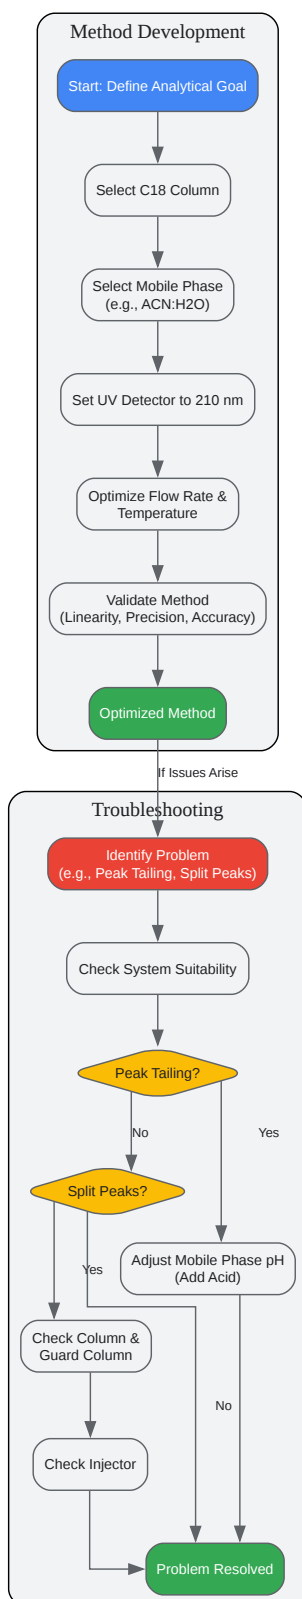 Method Development
Start: Define Analytical Goal
Select C18 Column
Select Mobile Phase
(e.g., ACN:H2O)
Set UV Detector to 210 nm
Optimize Flow Rate &
Temperature
Validate Method
(Linearity, Precision, Accuracy)
Optimized Method
If Issues Arise
Troubleshooting
Identify Problem
(e.g., Peak Tailing, Split Peaks)
Check System Suitability
Peak Tailing?
No
Yes
Split Peaks?
Yes
Adjust Mobile Phase pH
(Add Acid)
Check Column &
Guard Column
No
Check Injector
Problem Resolved